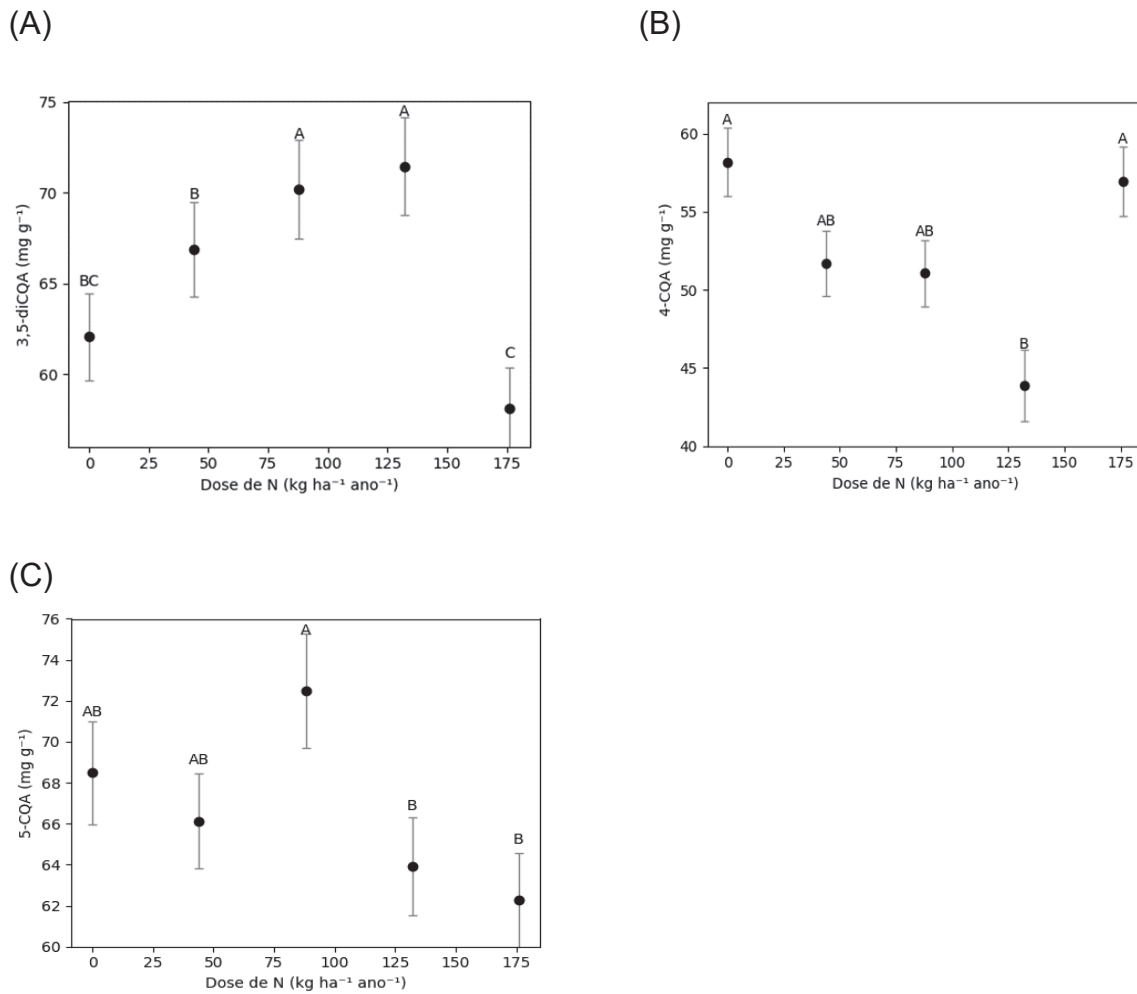 (A)
75
70
65
60
3,5-diCQA (mg g⁻¹)
BC
B
A
A
C
0 25 50 75 100 125 150 175
Dose de N (kg ha⁻¹ ano⁻¹)
(B)
60
55
50
45
40
4-CQA (mg g⁻¹)
A
AB
AB
B
A
0 25 50 75 100 125 150 175
Dose de N (kg ha⁻¹ ano⁻¹)
(C)
76
74
72
70
68
66
64
62
60
5-CQA (mg g⁻¹)
AB
AB
A
B
B
0 25 50 75 100 125 150 175
Dose de N (kg ha⁻¹ ano⁻¹)